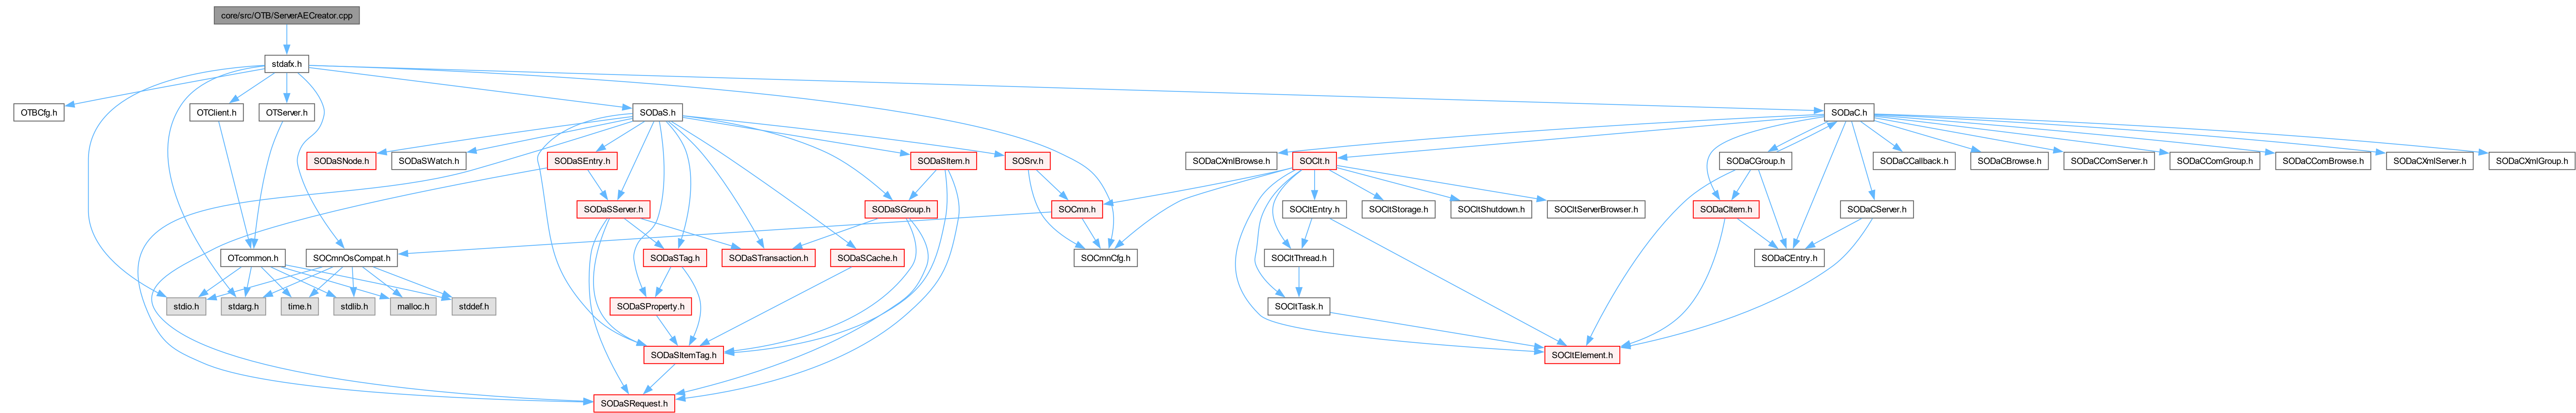 core/src/OTB/ServerAECreator.cpp
stdafx.h
OTBCfg.h
OTClient.h
OTServer.h
SODaS.h
SODaC.h
SODaSNode.h
SODaSWatch.h
SODaSEntry.h
SODaSItem.h
SOSrv.h
SODaCXmlBrowse.h
SOClt.h
SODaCGroup.h
SODaCCallback.h
SODaCBrowse.h
SODaCComServer.h
SODaCComGroup.h
SODaCComBrowse.h
SODaCXmlServer.h
SODaCXmlGroup.h
SODaSServer.h
SODaSGroup.h
SOCmn.h
SOCltEntry.h
SOCltStorage.h
SOCltShutdown.h
SOCltServerBrowser.h
SODaCItem.h
SODaCServer.h
OTcommon.h
SOCmnOsCompat.h
SODaSTag.h
SODaSTransaction.h
SODaSCache.h
SOCmnCfg.h
SOCltThread.h
SODaCEntry.h
stdio.h
stdarg.h
time.h
stdlib.h
malloc.h
stddef.h
SODaSProperty.h
SOCltTask.h
SODaSItemTag.h
SOCltElement.h
SODaSRequest.h